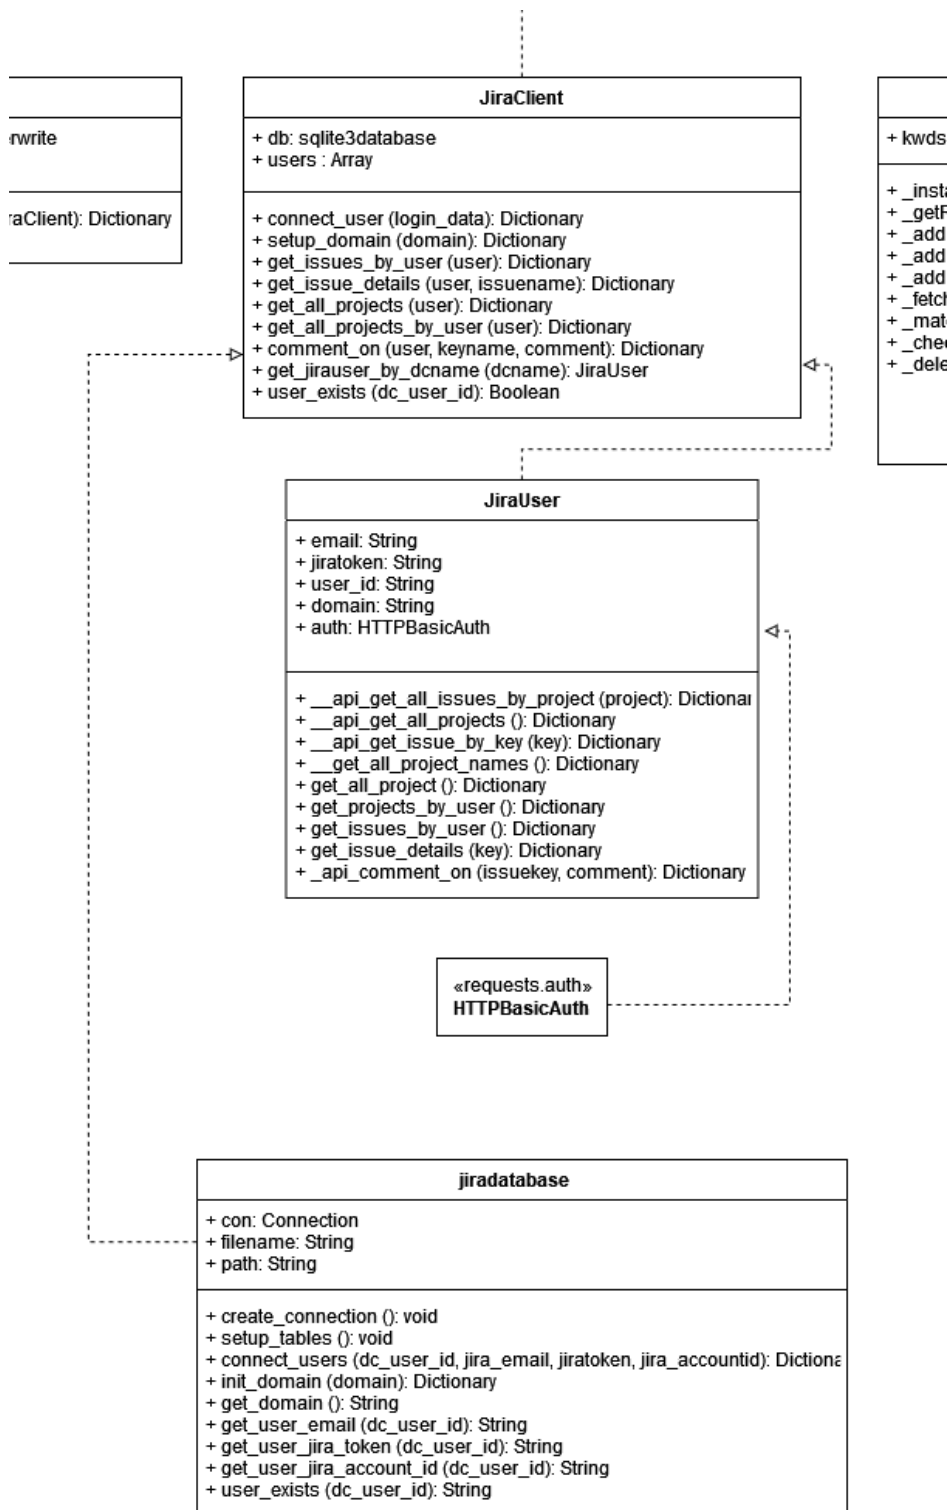 JiraClient
+ db: sqlite3database
+ users : Array
+ connect_user (login_data): Dictionary
+ setup_domain (domain): Dictionary
+ get_issues_by_user (user): Dictionary
+ get_issue_details (user, issuename): Dictionary
+ get_all_projects (user): Dictionary
+ get_all_projects_by_user (user): Dictionary
+ comment_on (user, keyname, comment): Dictionary
+ get_jirauser_by_dcname (dcname): JiraUser
+ user_exists (dc_user_id): Boolean
rwrite
raClient): Dictionary
+ kwds
+ _insta
+ _getF
+ _add
+ _add
+ _add
+ _fetch
+ _mat
+ _che
+ _dele
JiraUser
+ email: String
+ jiratoken: String
+ user_id: String
+ domain: String
+ auth: HTTPBasicAuth
+ __api_get_all_issues_by_project (project): Dictionar
+ __api_get_all_projects (): Dictionary
+ __api_get_issue_by_key (key): Dictionary
+ __get_all_project_names (): Dictionary
+ get_all_project (): Dictionary
+ get_projects_by_user (): Dictionary
+ get_issues_by_user (): Dictionary
+ get_issue_details (key): Dictionary
+ _api_comment_on (issuekey, comment): Dictionary
«requests.auth»
HTTPBasicAuth
jiradatabase
+ con: Connection
+ filename: String
+ path: String
+ create_connection (): void
+ setup_tables (): void
+ connect_users (dc_user_id, jira_email, jiratoken, jira_accountid): Dictiona
+ init_domain (domain): Dictionary
+ get_domain (): String
+ get_user_email (dc_user_id): String
+ get_user_jira_token (dc_user_id): String
+ get_user_jira_account_id (dc_user_id): String
+ user_exists (dc_user_id): String